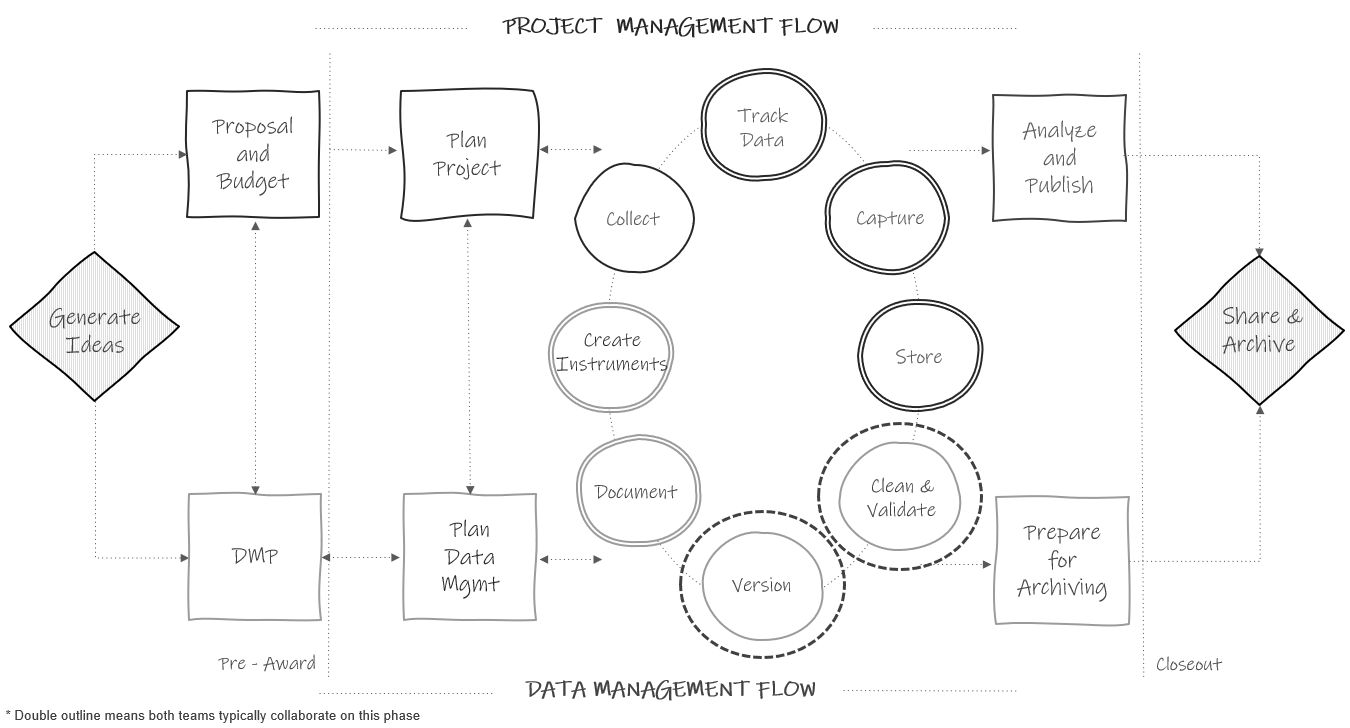 PROJECT MANAGEMENT FLOW
Proposal
and
Budget
Plan
Project
Track
Data
Analyze
and
Publish
Collect
Capture
Generate
Ideas
Create
Instruments
Store
Share &
Archive
Document
Clean &
Validate
DMP
Plan
Data
Mgmt
Version
Prepare
for
Archiving
Pre - Award
Closeout
DATA MANAGEMENT FLOW
* Double outline means both teams typically collaborate on this phase